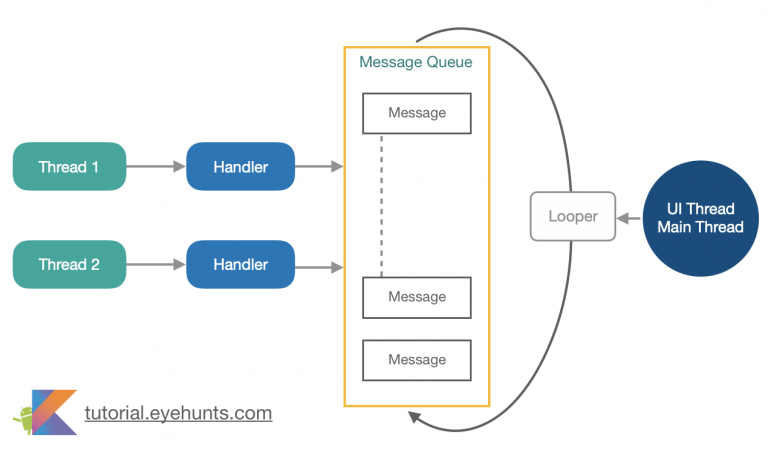 Message Queue
Message
Thread 1
Handler
Looper
UI Thread
Main Thread
Thread 2
Handler
Message
Message
tutorial.eyehunts.com